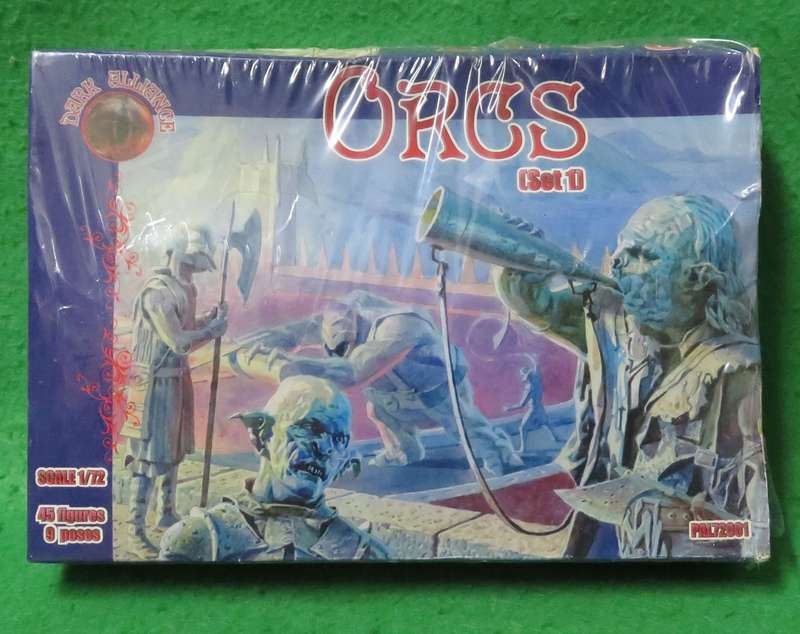 DARK ALLIANCE
ORCS
(Set 1)
SCALE 1/72
45 figures
9 poses
PAL72001